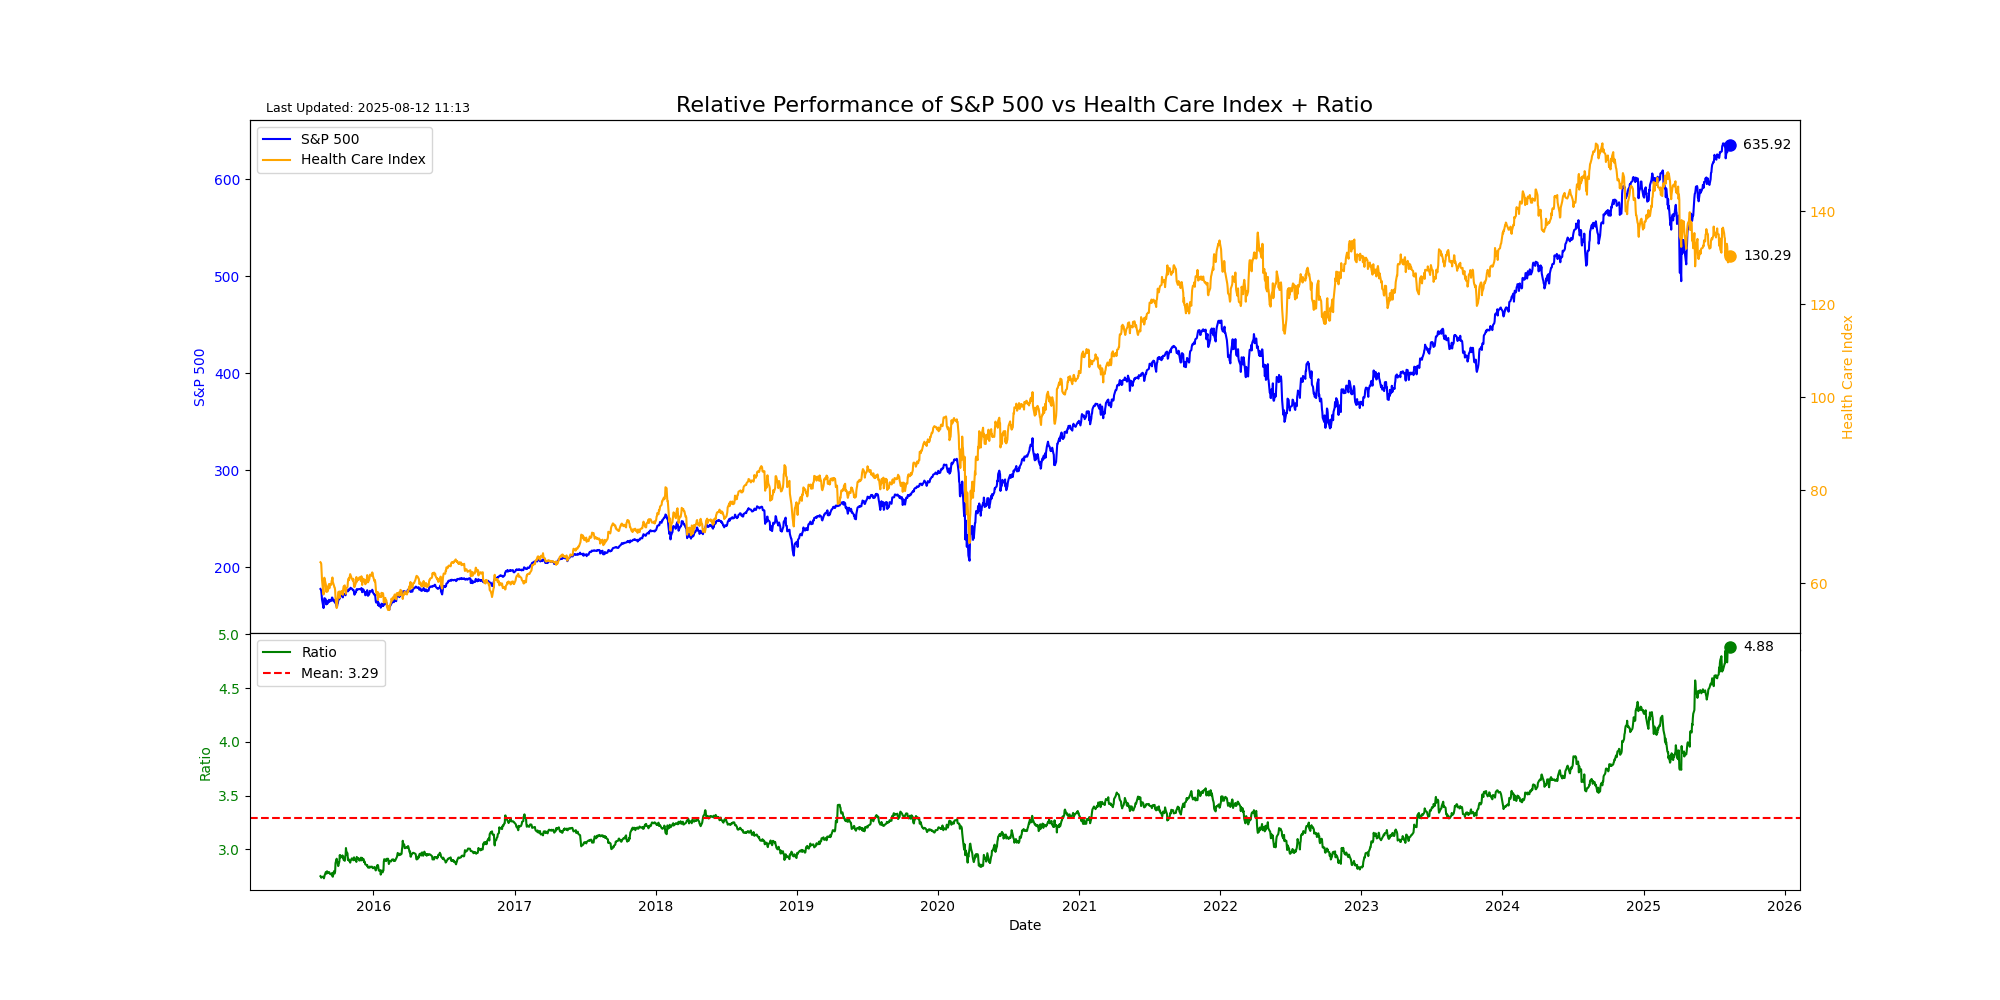 Last Updated: 2025-08-12 11:13
Relative Performance of S&P 500 vs Health Care Index + Ratio
S&P 500
Health Care Index
635.92
130.29
600
500
400
300
200
S&P 500
140
120
100
80
60
Health Care Index
Ratio
Mean: 3.29
4.88
5.0
4.5
4.0
3.5
3.0
Ratio
2016 2017 2018 2019 2020 2021 2022 2023 2024 2025 2026
Date